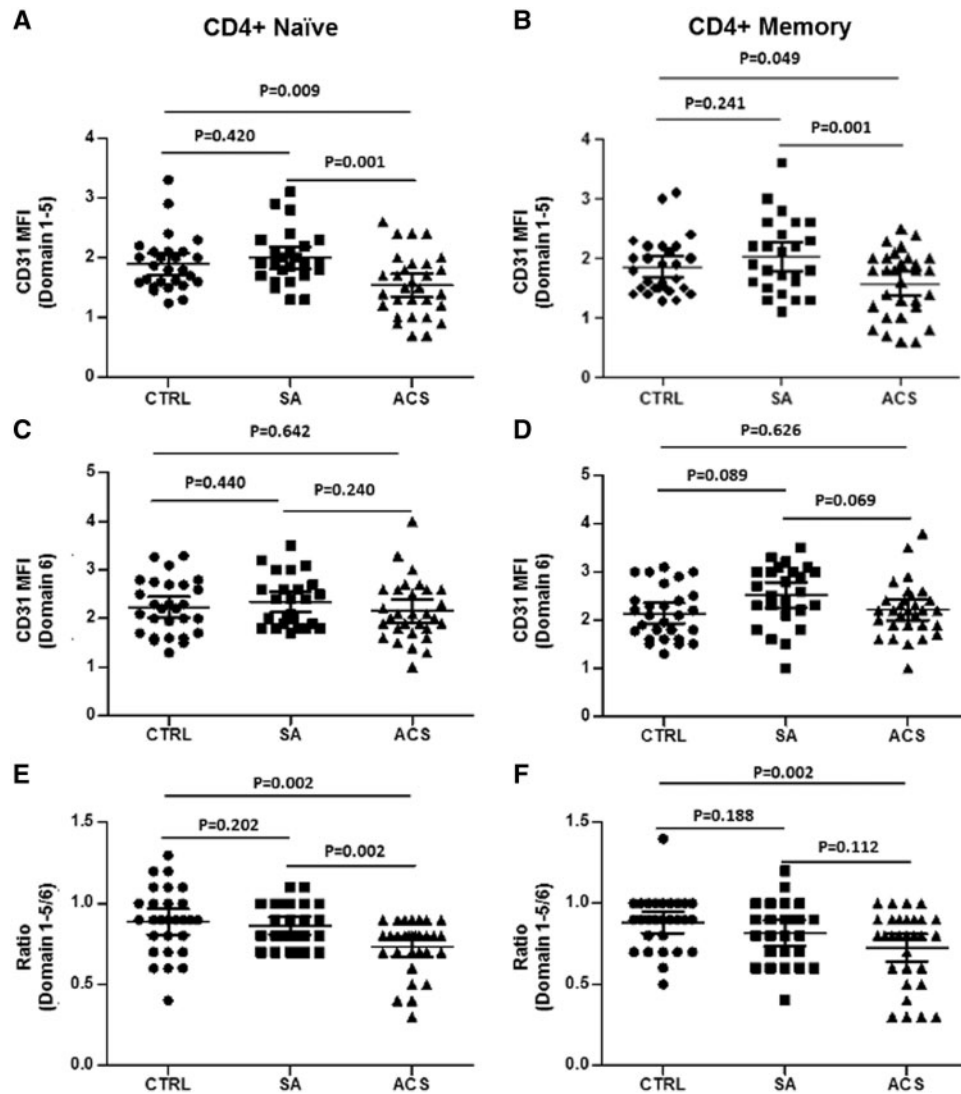 A
CD4+ Naïve
P=0.009
P=0.420
P=0.001
CD31 MFI
(Domain 1-5)
4
3
2
1
0
CTRL
SA
ACS
B
CD4+ Memory
P=0.049
P=0.241
P=0.001
CD31 MFI
(Domain 1-5)
4
3
2
1
0
CTRL
SA
ACS
C
P=0.642
P=0.440
P=0.240
CD31 MFI
(Domain 6)
5
4
3
2
1
0
CTRL
SA
ACS
D
P=0.626
P=0.089
P=0.069
CD31 MFI
(Domain 6)
5
4
3
2
1
0
CTRL
SA
ACS
E
P=0.002
P=0.202
P=0.002
Ratio
(Domain 1-5/6)
1.5
1.0
0.5
0.0
CTRL
SA
ACS
F
P=0.002
P=0.188
P=0.112
Ratio
(Domain 1-5/6)
1.5
1.0
0.5
0.0
CTRL
SA
ACS